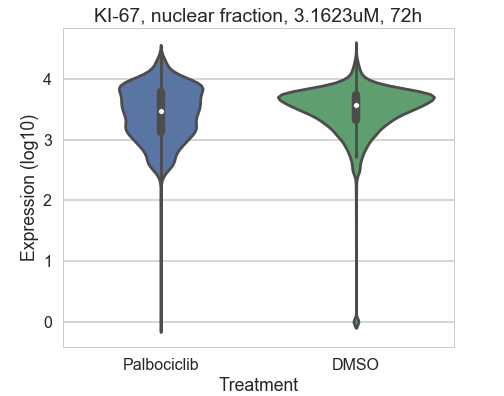 KI-67, nuclear fraction, 3.1623uM, 72h
Expression (log10)
4
3
2
1
0
Palbociclib DMSO
Treatment